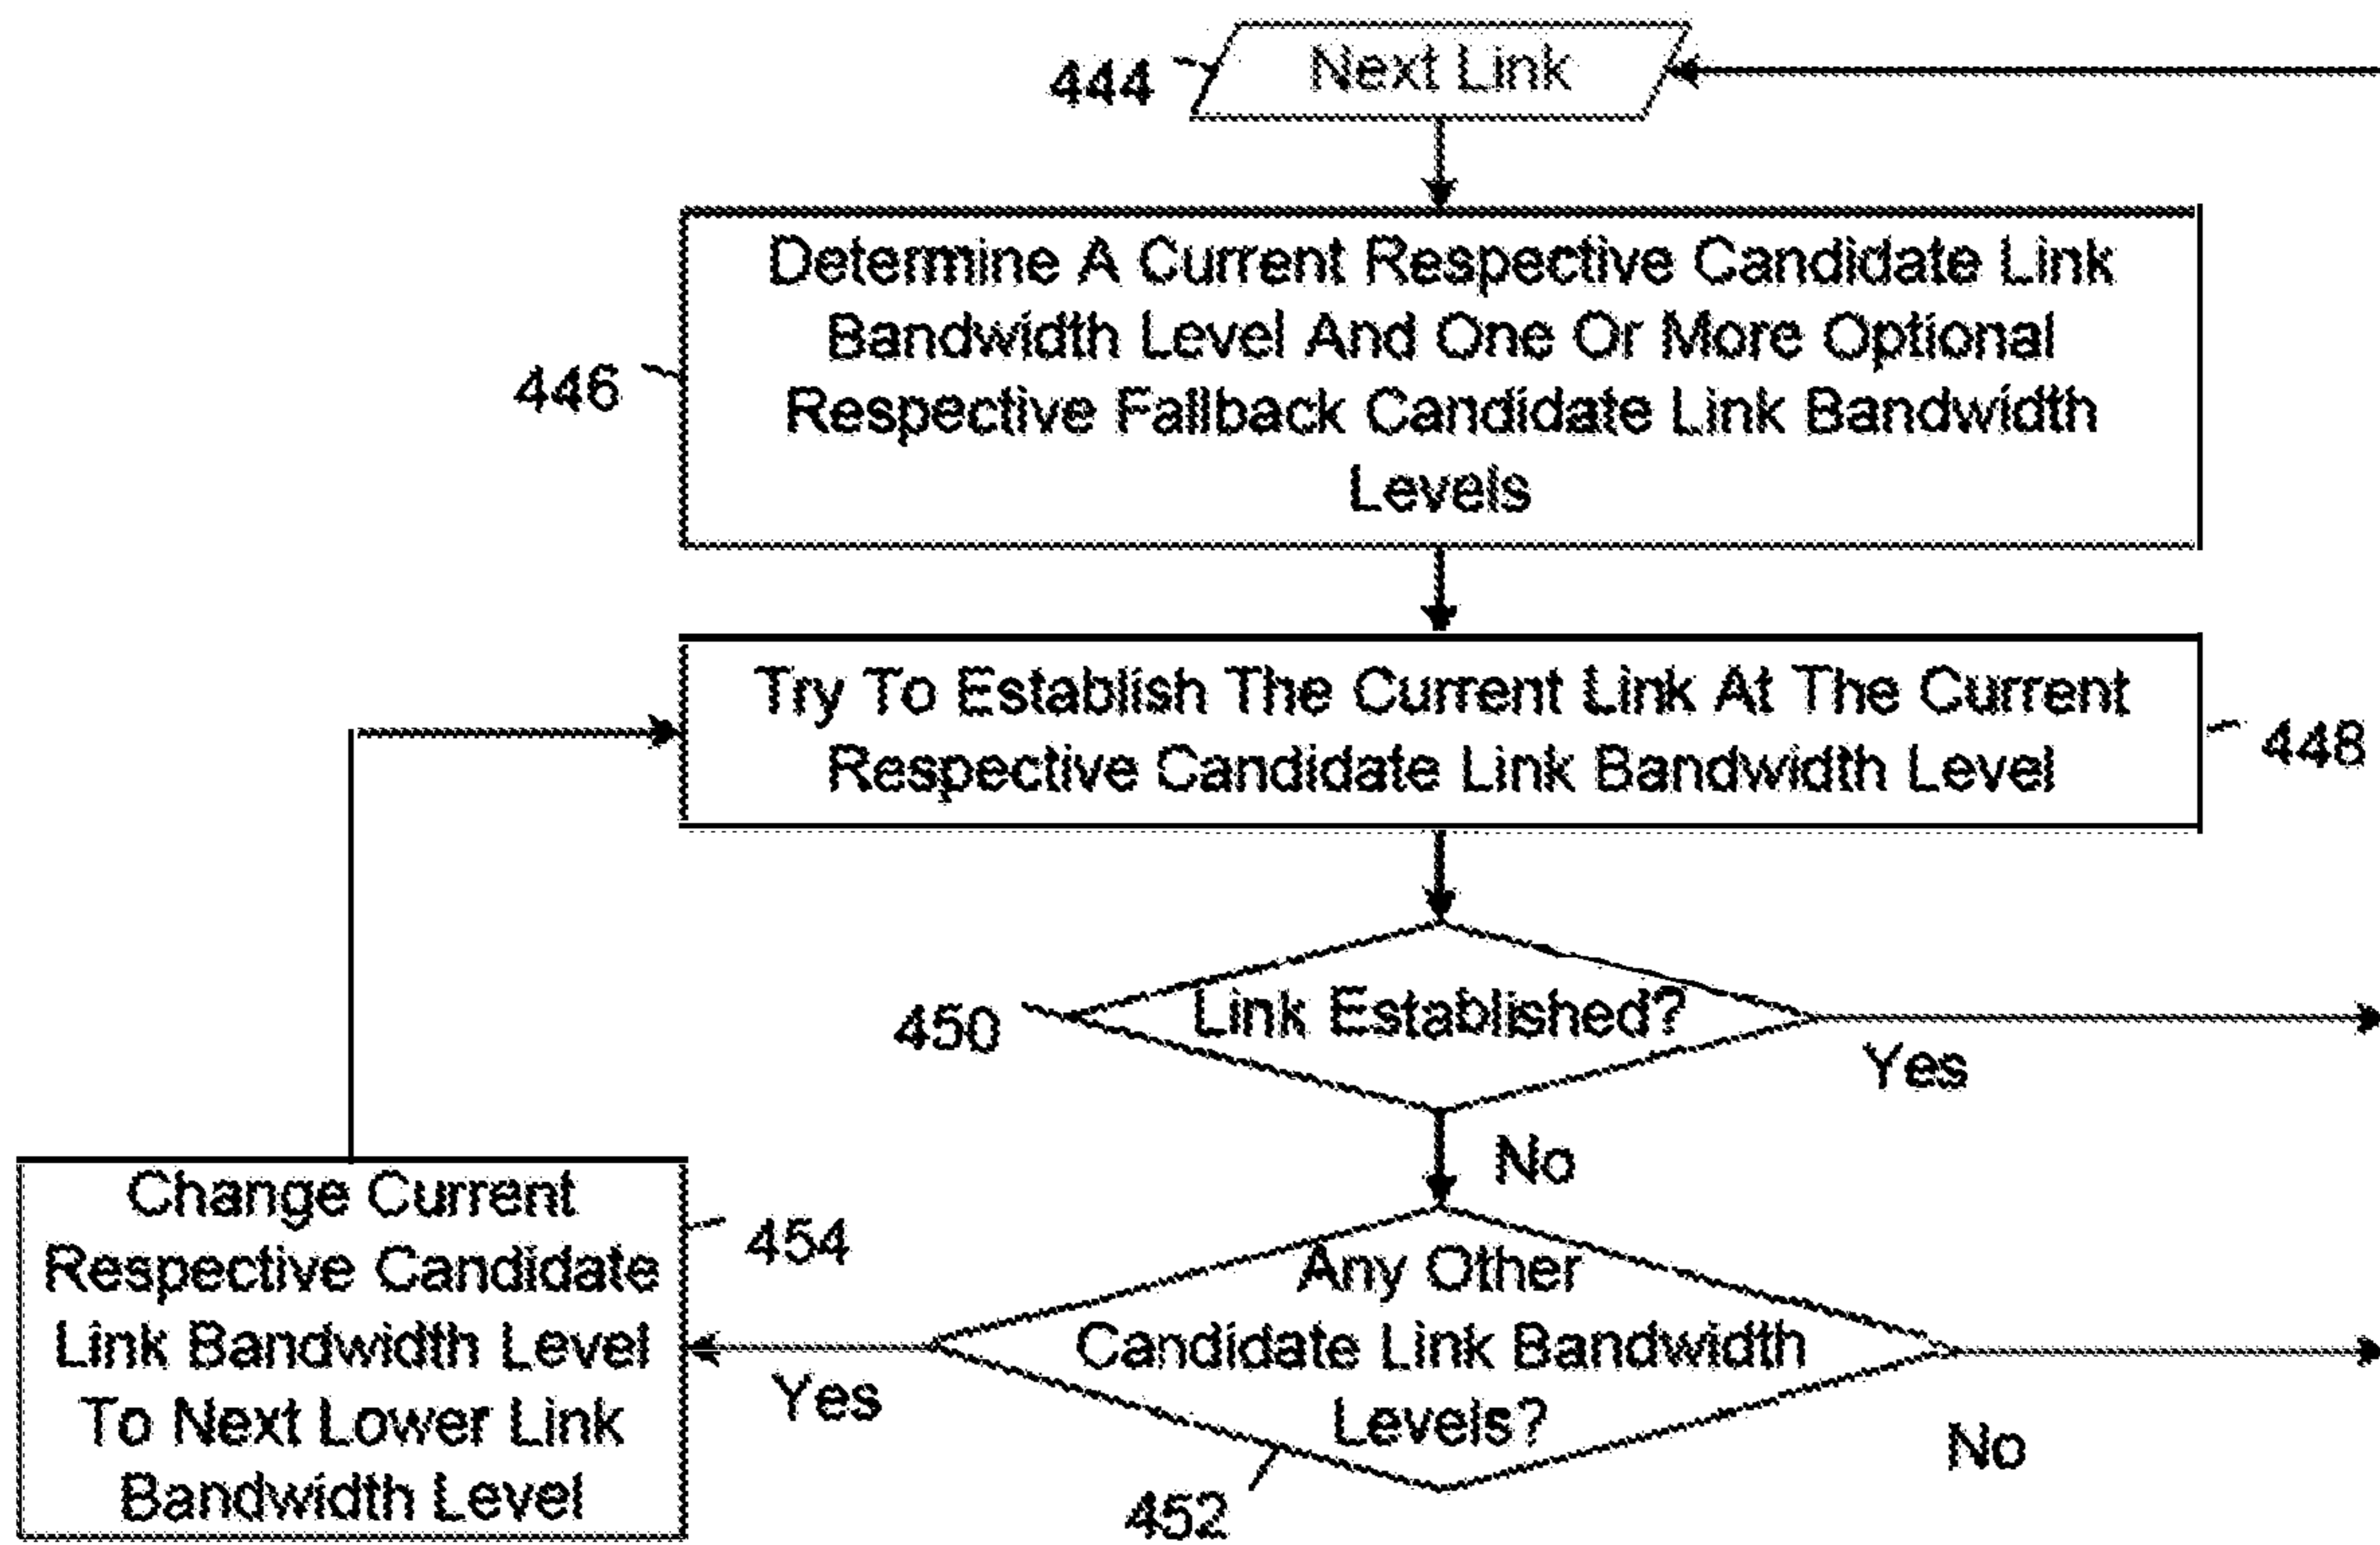 444
Next Link
Determine A Current Respective Candidate Link
Bandwidth Level And One Or More Optional
Respective Fallback Candidate Link Bandwidth
Levels
446
Try To Establish The Current Link At The Current
Respective Candidate Link Bandwidth Level
448
Link Established?
450
Yes
No
Change Current
Respective Candidate
Link Bandwidth Level
To Next Lower Link
Bandwidth Level
454
Any Other
Candidate Link Bandwidth
Levels?
Yes
No
452